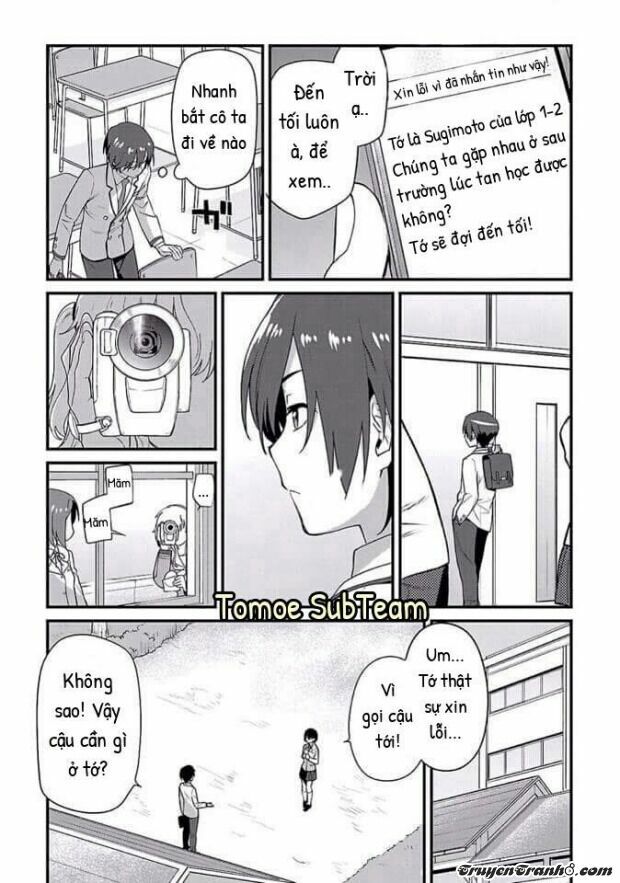 Xin lỗi vì đã nhắn tin như vậy!
Tớ là Sugimoto của lớp 1-2
Chúng ta gặp nhau ở sau
trường lúc tan học được
không?
Tớ sẽ đợi đến tối!
Trời
ạ..
Đến
tối luôn
à, để
xem..
Nhanh
bắt cô ta
đi về nào
ガタ
...
Măm
Măm
Tomoe SubTeam
Um...
Tớ thật
sự xin
lỗi...
Vì
gọi cậu
tới!
Không
sao! Vậy
cậu cần gì
ở tớ?
TruyenTranh8.com